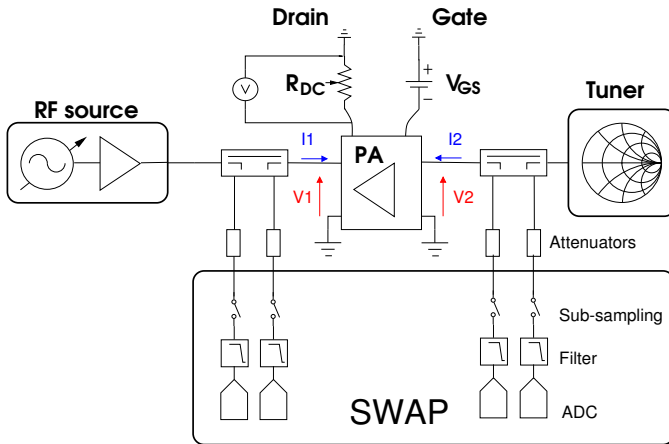 Drain Gate
V
RDC
+
VGS
−
RF source
Tuner
I1
PA
I2
V1
V2
Attenuators
Sub-sampling
Filter
SWAP
ADC